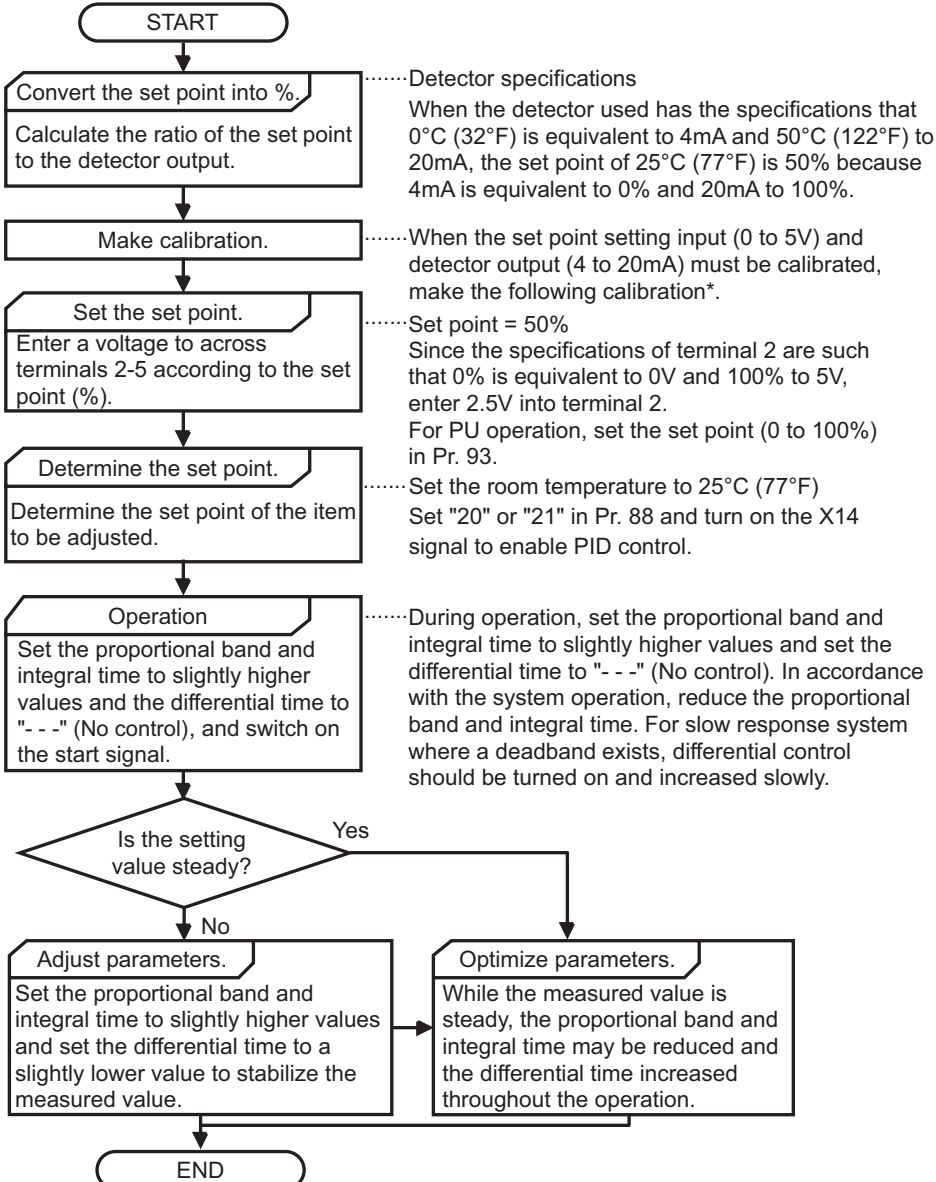 START
Convert the set point into %.
Calculate the ratio of the set point
to the detector output.
·······Detector specifications
When the detector used has the specifications that
0°C (32°F) is equivalent to 4mA and 50°C (122°F) to
20mA, the set point of 25°C (77°F) is 50% because
4mA is equivalent to 0% and 20mA to 100%.
Make calibration.
·······When the set point setting input (0 to 5V) and
detector output (4 to 20mA) must be calibrated,
make the following calibration*.
Set the set point.
Enter a voltage to across
terminals 2-5 according to the set
point (%).
·······Set point = 50%
Since the specifications of terminal 2 are such
that 0% is equivalent to 0V and 100% to 5V,
enter 2.5V into terminal 2.
For PU operation, set the set point (0 to 100%)
in Pr. 93.
Determine the set point.
Determine the set point of the item
to be adjusted.
·······Set the room temperature to 25°C (77°F)
Set "20" or "21" in Pr. 88 and turn on the X14
signal to enable PID control.
Operation
Set the proportional band and
integral time to slightly higher
values and the differential time to
"- - -" (No control), and switch on
the start signal.
·······During operation, set the proportional band and
integral time to slightly higher values and set the
differential time to "- - -" (No control). In accordance
with the system operation, reduce the proportional
band and integral time. For slow response system
where a deadband exists, differential control
should be turned on and increased slowly.
Is the setting
value steady?
Yes
No
Adjust parameters.
Set the proportional band and
integral time to slightly higher values
and set the differential time to a
slightly lower value to stabilize the
measured value.
Optimize parameters.
While the measured value is
steady, the proportional band and
integral time may be reduced and
the differential time increased
throughout the operation.
END